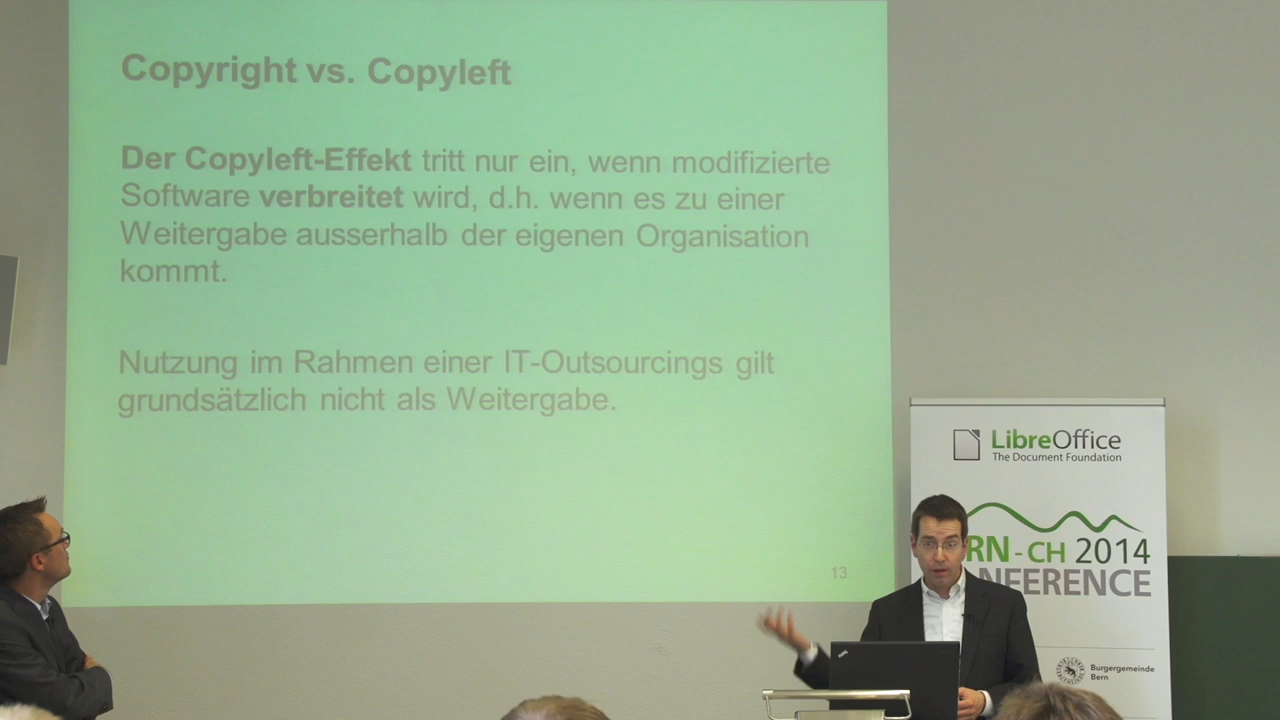 Copyright vs. Copyleft
Der Copyleft-Effekt tritt nur ein, wenn modifizierte
Software verbreitet wird, d.h. wenn es zu einer
Weitergabe ausserhalb der eigenen Organisation
kommt.
Nutzung im Rahmen einer IT-Outsourcings gilt
grundsätzlich nicht als Weitergabe.
13
LibreOffice
The Document Foundation
RN - CH 2014
NFERENCE
Burgergemeinde
Bern